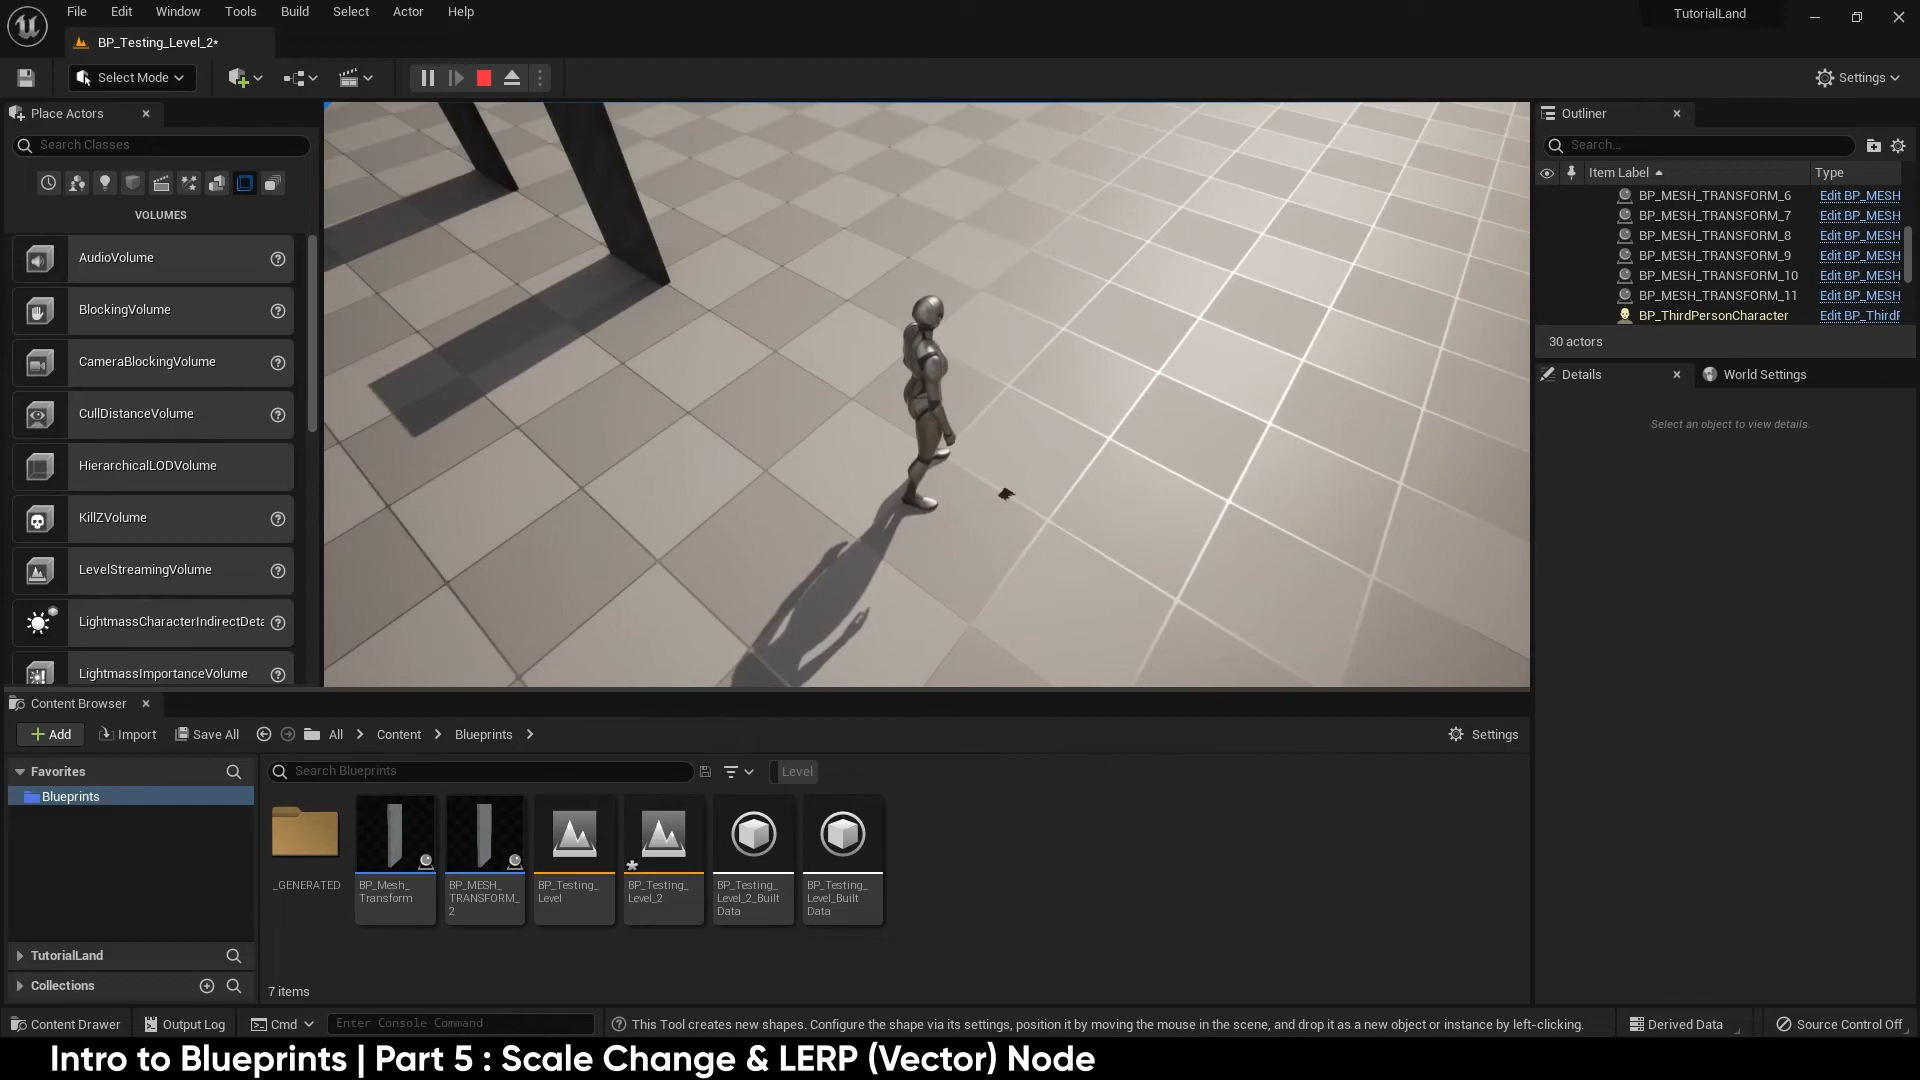 File Edit Window Tools Build Select Actor Help
TutorialLand
BP_Testing_Level_2*
Select Mode
Settings
Place Actors
Search Classes
VOLUMES
AudioVolume
BlockingVolume
CameraBlockingVolume
CullDistanceVolume
HierarchicalLODVolume
KillZVolume
LevelStreamingVolume
LightmassCharacterIndirectDeta
LightmassImportanceVolume
Outliner
Search...
Item Label Type
BP_MESH_TRANSFORM_6 Edit BP_MESH
BP_MESH_TRANSFORM_7 Edit BP_MESH
BP_MESH_TRANSFORM_8 Edit BP_MESH
BP_MESH_TRANSFORM_9 Edit BP_MESH
BP_MESH_TRANSFORM_10 Edit BP_MESH
BP_MESH_TRANSFORM_11 Edit BP_MESH
BP_ThirdPersonCharacter Edit BP_Third
30 actors
Details World Settings
Select an object to view details.
Content Browser
Add Import Save All All Content Blueprints Settings
Favorites
Blueprints
TutorialLand
Collections
Search Blueprints Level
_GENERATED
BP_Mesh_
Transform
BP_MESH_
TRANSFORM_
2
BP_Testing_
Level
BP_Testing_
Level_2
BP_Testing_
Level_2_Built
Data
BP_Testing_
Level_Built
Data
7 items
Content Drawer Output Log Cmd Enter Console Command This Tool creates new shapes. Configure the shape via its settings, position it by moving the mouse in the scene, and drop it as a new object or instance by left-clicking. Derived Data Source Control Off
Intro to Blueprints | Part 5 : Scale Change & LERP (Vector) Node